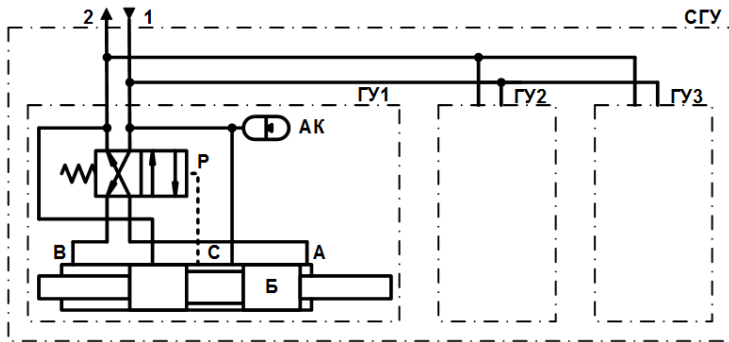 2 1 СГУ
ГУ1 ГУ2 ГУ3
АК
Р
В С А
Б